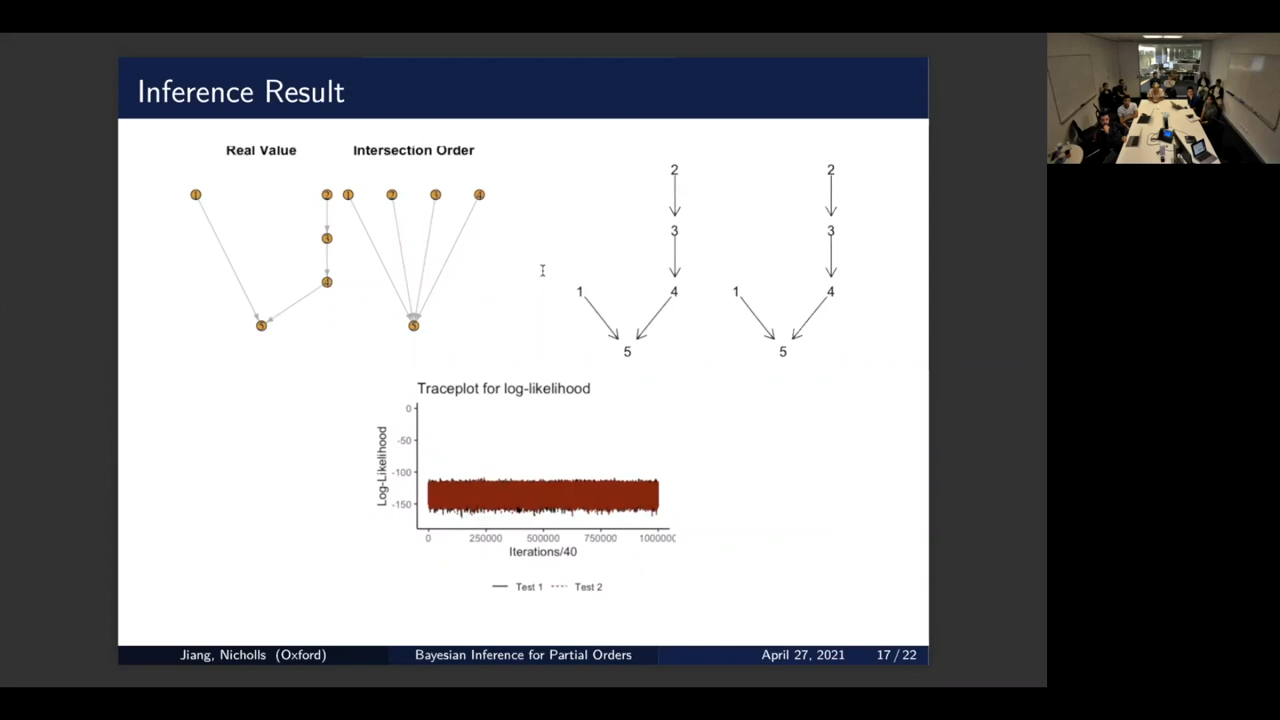 Inference Result
Real Value
Intersection Order
1
2
3
4
5
1
2
3
4
5
2
3
1
4
5
2
3
1
4
5
Traceplot for log-likelihood
Log-Likelihood
0
-50
-100
-150
0
250000
500000
750000
1000000
Iterations/40
Test 1
Test 2
Jiang, Nicholls (Oxford)
Bayesian Inference for Partial Orders
April 27, 2021
17 / 22